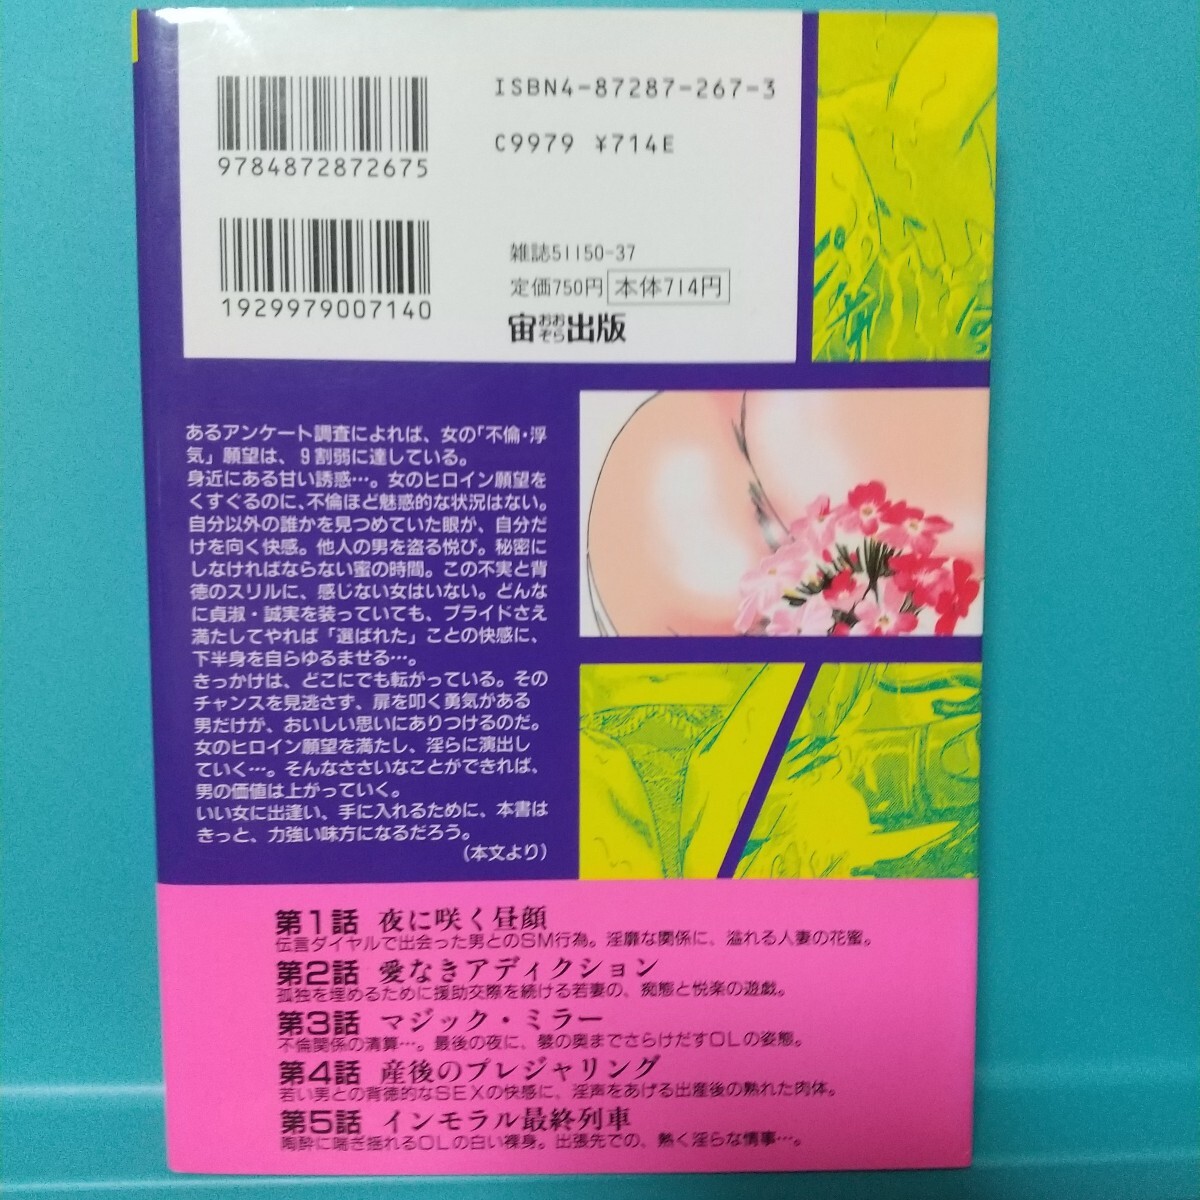 ISBN4-87287-267-3
C9979 ¥714E
9784872872675
1929979007140
雑誌51150-37
定価750円 本体714円
宙おおぞら出版
あるアンケート調査によれば、女の「不倫・浮
気」願望は、9割弱に達している。
身近にある甘い誘惑…。女のヒロイン願望を
くすぐるのに、不倫ほど魅惑的な状況はない。
自分以外の誰かを見つめていた眼が、自分だ
けを向く快感。他人の男を盗る悦び。秘密に
しなければならない蜜の時間。この不実と背
徳のスリルに、感じない女はいない。どんな
に貞淑・誠実を装っていても、プライドさえ
満たしてやれば「選ばれた」ことの快感に、
下半身を自らゆるませる…。
きっかけは、どこにでも転がっている。その
チャンスを見逃さず、扉を叩く勇気がある
男だけが、おいしい思いにありつけるのだ。
女のヒロイン願望を満たし、淫らに演出し
ていく…。そんなささいなことができれば、
男の価値は上がっていく。
いい女に出逢い、手に入れるために、本書は
きっと、力強い味方になるだろう。
(本文より)
第1話 夜に咲く昼顔
伝言ダイヤルで出会った男とのSM行為。淫靡な関係に、溢れる人妻の花蜜。
第2話 愛なきアディクション
孤独を埋めるために援助交際を続ける若妻の、痴態と悦楽の遊戯。
第3話 マジック・ミラー
不倫関係の清算…。最後の夜に、襞の奥までさらけだすOLの姿態。
第4話 産後のプレジャリング
若い男との背徳的なSEXの快感に、淫声をあげる出産後の熟れた肉体。
第5話 インモラル最終列車
陶酔に喘ぎ揺れるOLの白い裸身。出張先での、熱く淫らな情事…。